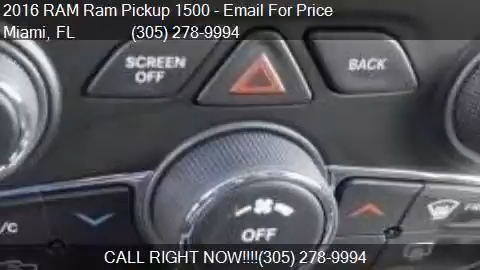 2016 RAM Ram Pickup 1500 - Email For Price
Miami, FL (305) 278-9994
SCREEN OFF
BACK
/C
OFF
CALL RIGHT NOW!!!!(305) 278-9994